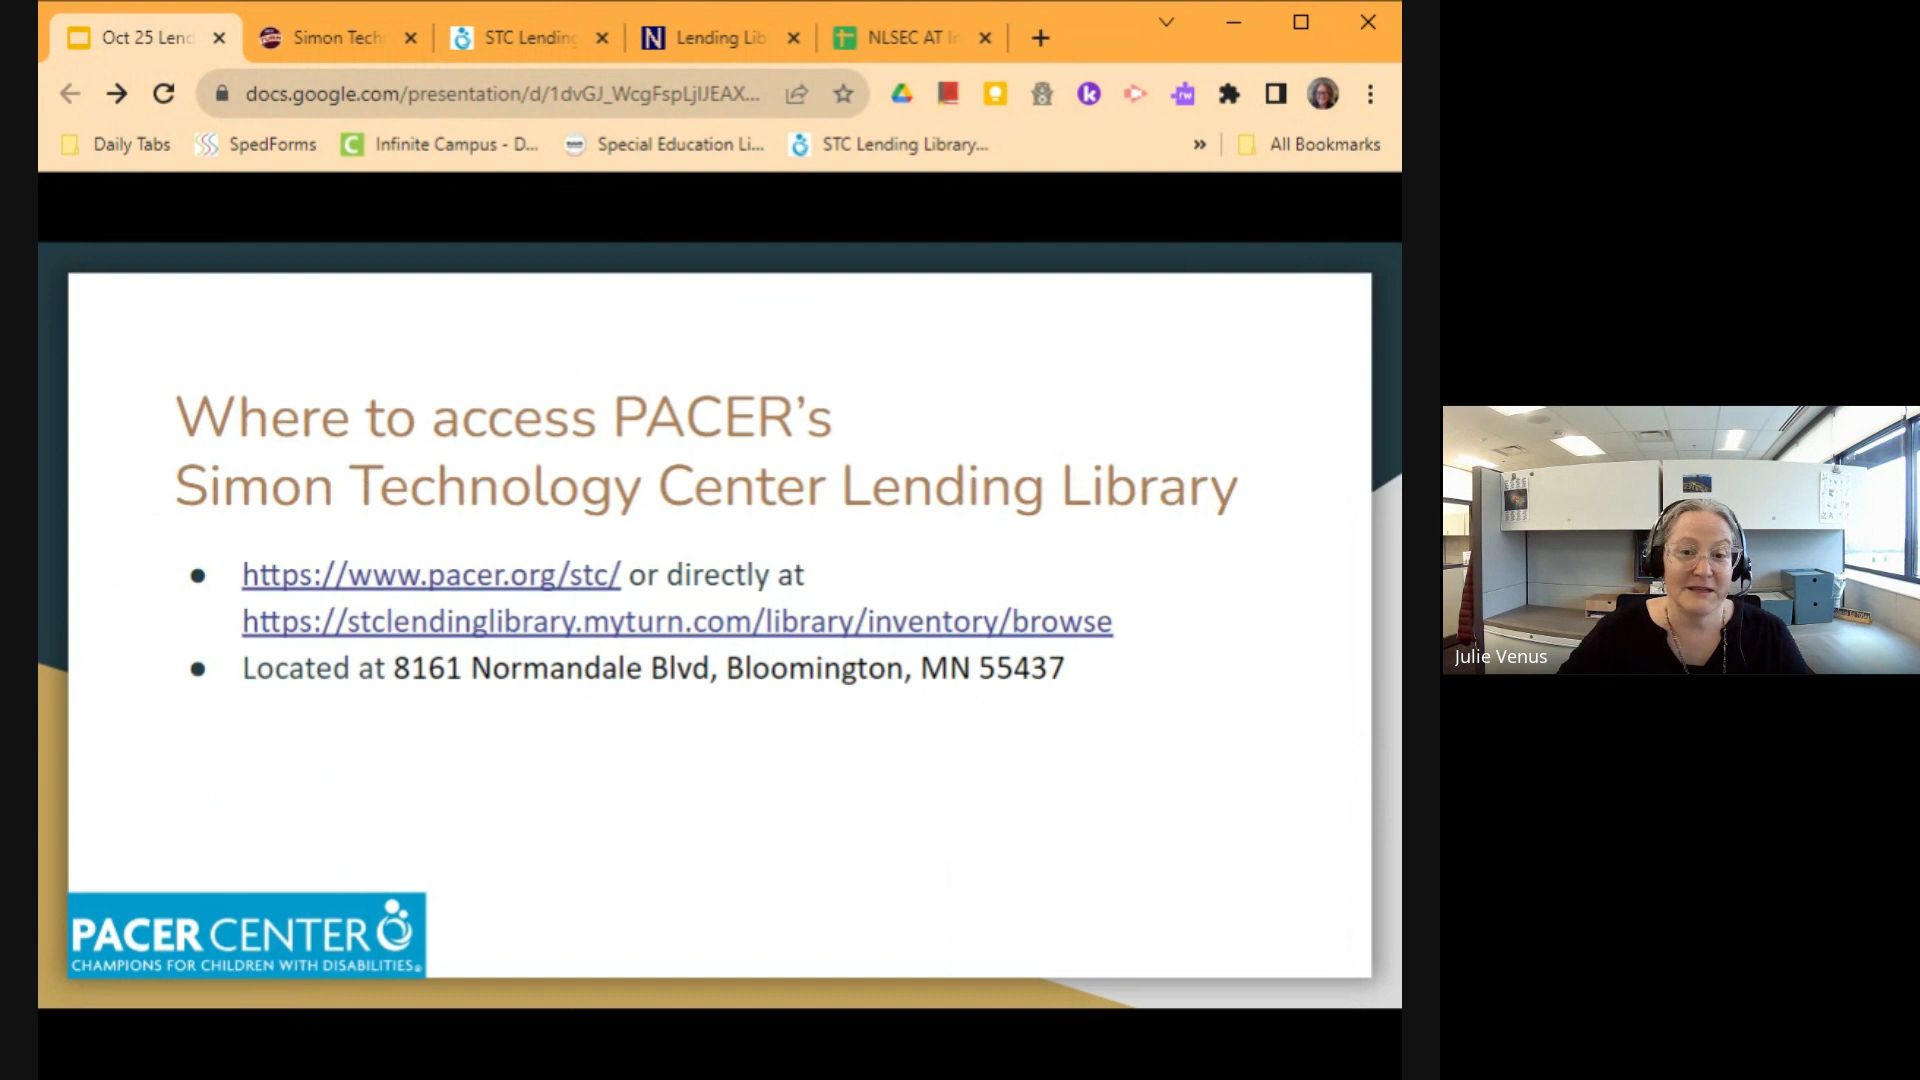 Oct 25 Lend
Simon Tech
STC Lending
Lending Lib
NLSEC AT
docs.google.com/presentation/d/1dvGJ_WcgFspLjlJEAX...
Daily Tabs
SpedForms
Infinite Campus - D...
Special Education Li...
STC Lending Library...
All Bookmarks
Where to access PACER's
Simon Technology Center Lending Library
● https://www.pacer.org/stc/ or directly at
https://stclendinglibrary.myturn.com/library/inventory/browse
● Located at 8161 Normandale Blvd, Bloomington, MN 55437
PACER CENTER
CHAMPIONS FOR CHILDREN WITH DISABILITIES®
Julie Venus